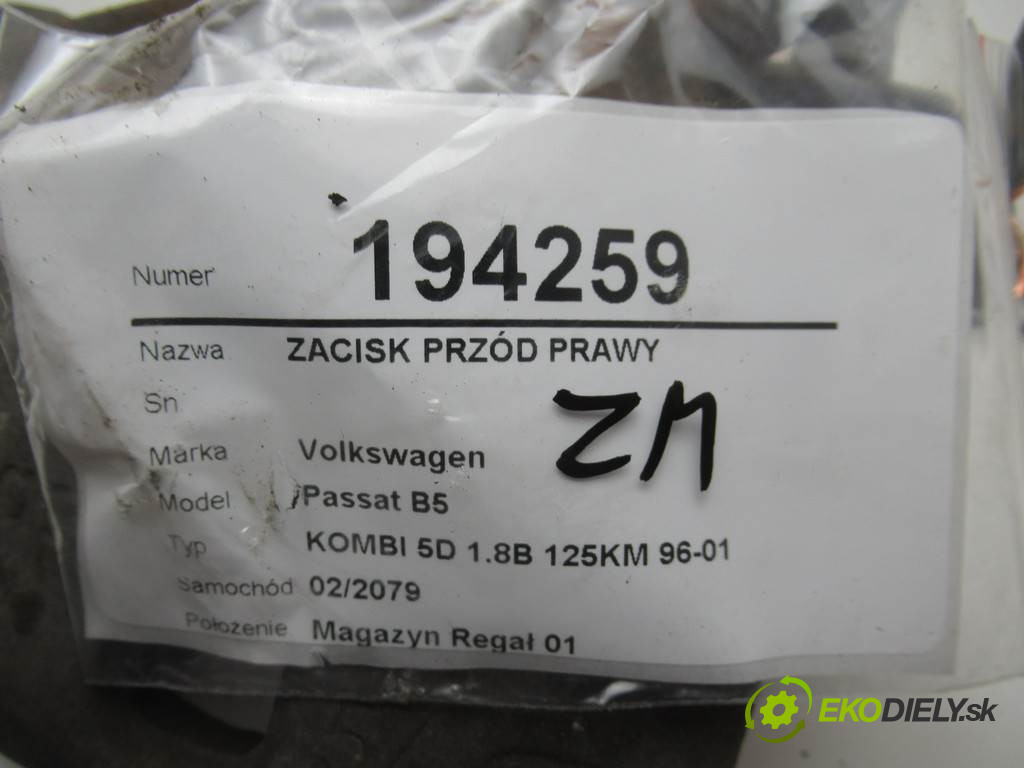 Numer 194259
Nazwa ZACISK PRZÓD PRAWY
Sn
ZM
Marka Volkswagen
Model Passat B5
Typ KOMBI 5D 1.8B 125KM 96-01
Samochód 02/2079
Położenie Magazyn Regał 01
EKODIELY.sk